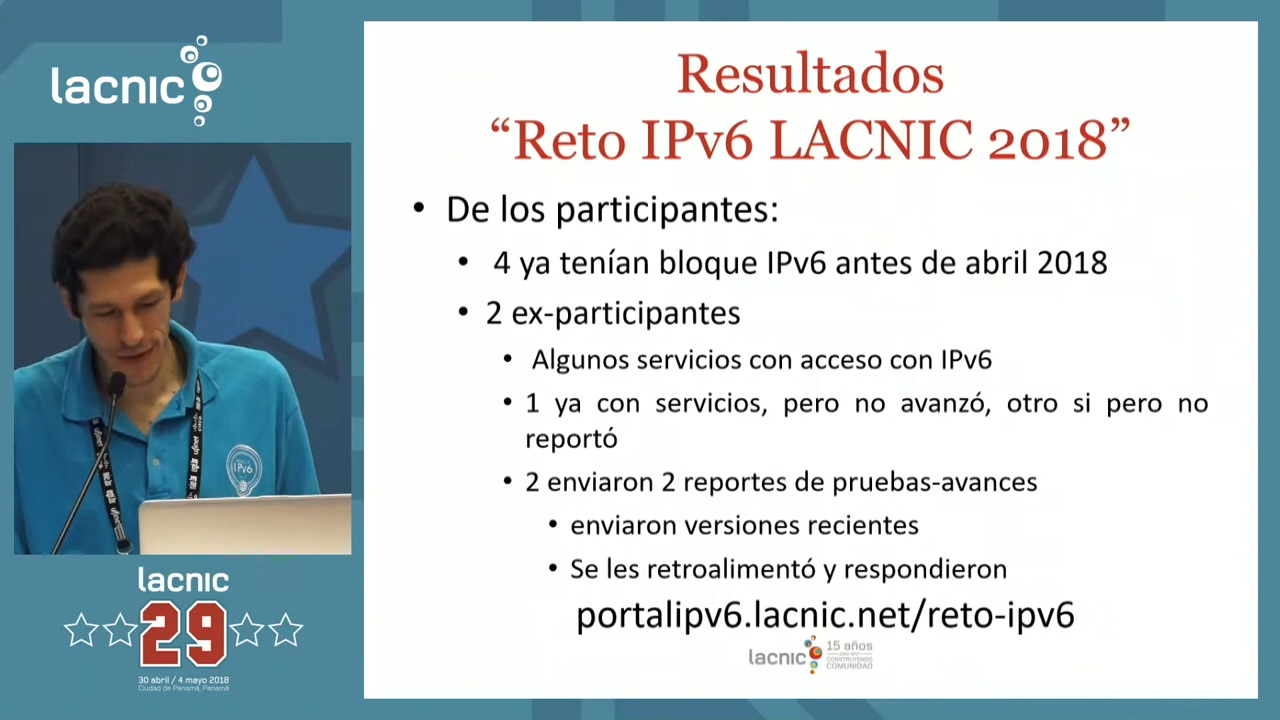 lacnic
Resultados
“Reto IPv6 LACNIC 2018”
• De los participantes:
• 4 ya tenían bloque IPv6 antes de abril 2018
• 2 ex-participantes
• Algunos servicios con acceso con IPv6
• 1 ya con servicios, pero no avanzó, otro si pero no
reportó
• 2 enviaron 2 reportes de pruebas-avances
• enviaron versiones recientes
• Se les retroalimentó y respondieron
portalipv6.lacnic.net/reto-ipv6
lacnic
15 años
CONSTRUYENDO
COMUNIDAD
IPv6
lacnic
29
30 abril / 4 mayo 2018
Ciudad de Panamá, Panamá